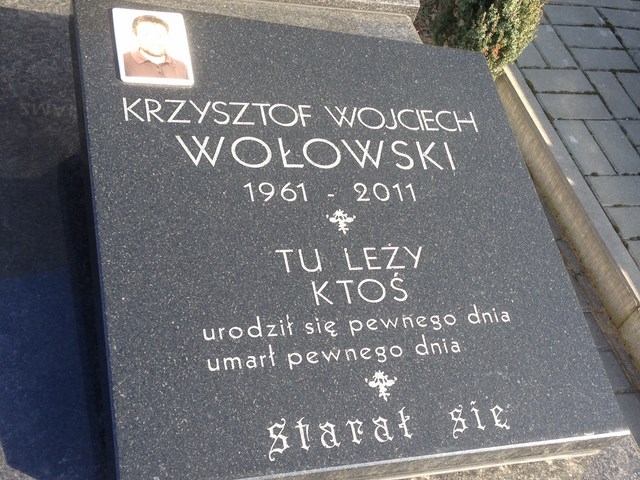 KRZYSZTOF WOJCIECH
WOŁOWSKI
1961 - 2011
TU LEŻY
KTOŚ
urodził się pewnego dnia
umarł pewnego dnia
starał się